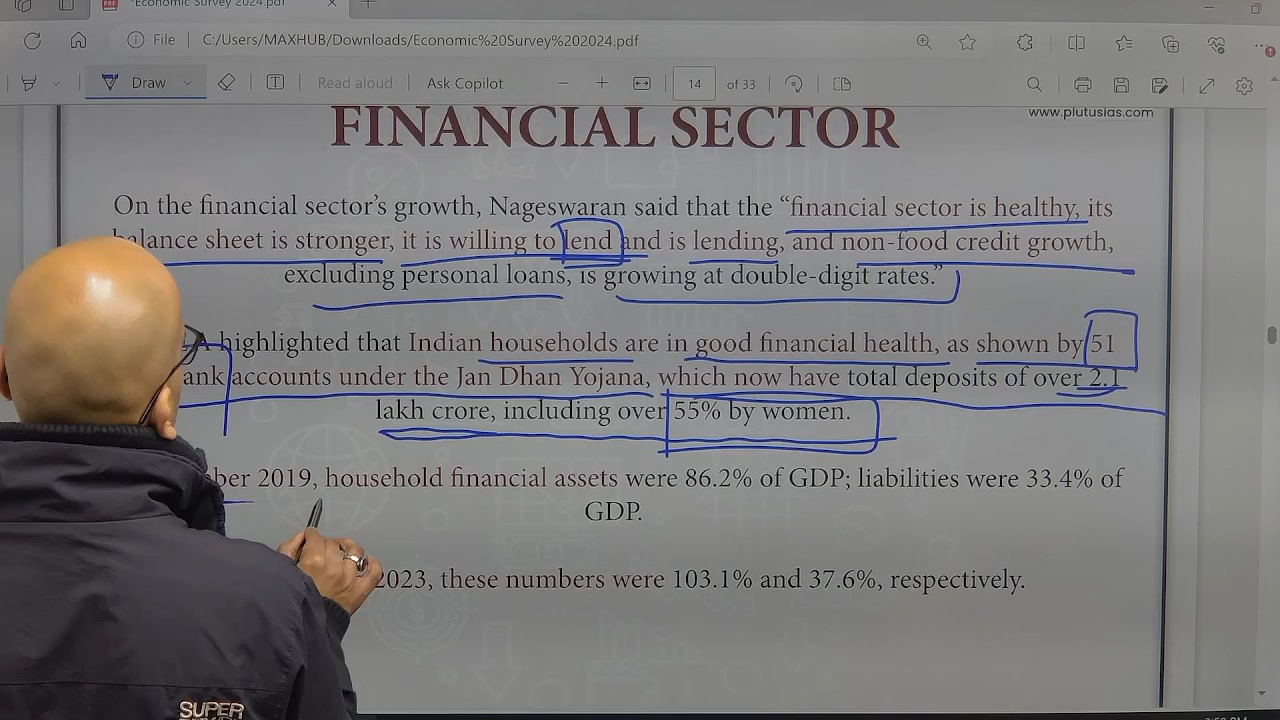 Economic Survey 2024.pdf
File
C:/Users/MAXHUB/Downloads/Economic%20Survey%202024.pdf
Draw
Read aloud
Ask Copilot
14
of 33
www.plutusias.com
FINANCIAL SECTOR
On the financial sector's growth, Nageswaran said that the “financial sector is healthy, its
balance sheet is stronger, it is willing to lend and is lending, and non-food credit growth,
excluding personal loans, is growing at double-digit rates.”
highlighted that Indian households are in good financial health, as shown by 51
accounts under the Jan Dhan Yojana, which now have total deposits of over 2.1
lakh crore, including over 55% by women.
2019, household financial assets were 86.2% of GDP; liabilities were 33.4% of
GDP.
2023, these numbers were 103.1% and 37.6%, respectively.
SUPER